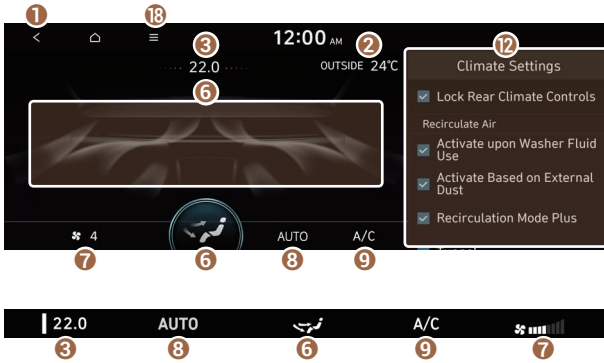 1
18
12:00 AM
3
2
12
22.0
OUTSIDE 24℃
Climate Settings
6
Lock Rear Climate Controls
Recirculate Air
Activate upon Washer Fluid
Use
Activate Based on External
Dust
Recirculation Mode Plus
4
AUTO
A/C
7
6
8
9
22.0
AUTO
A/C
3
8
6
9
7